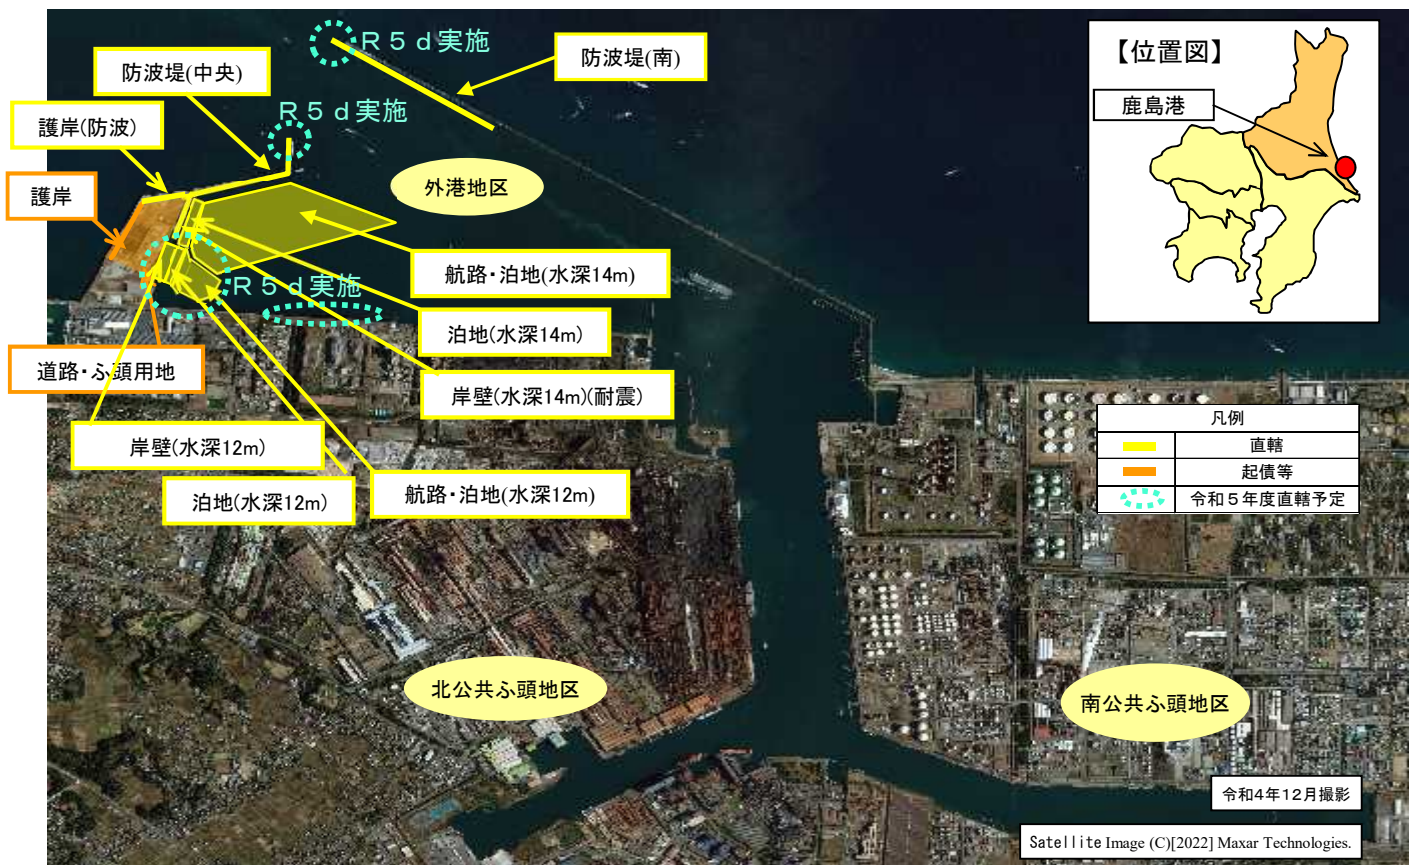 R5d実施
防波堤(南)
防波堤(中央)
R5d実施
護岸(防波)
外港地区
護岸
航路・泊地(水深14m)
R5d実施
泊地(水深14m)
道路・ふ頭用地
岸壁(水深14m)(耐震)
岸壁(水深12m)
泊地(水深12m)
航路・泊地(水深12m)
【位置図】
鹿島港
凡例
直轄
起債等
令和5年度直轄予定
北公共ふ頭地区
南公共ふ頭地区
令和4年12月撮影
Satellite Image (C)[2022] Maxar Technologies.